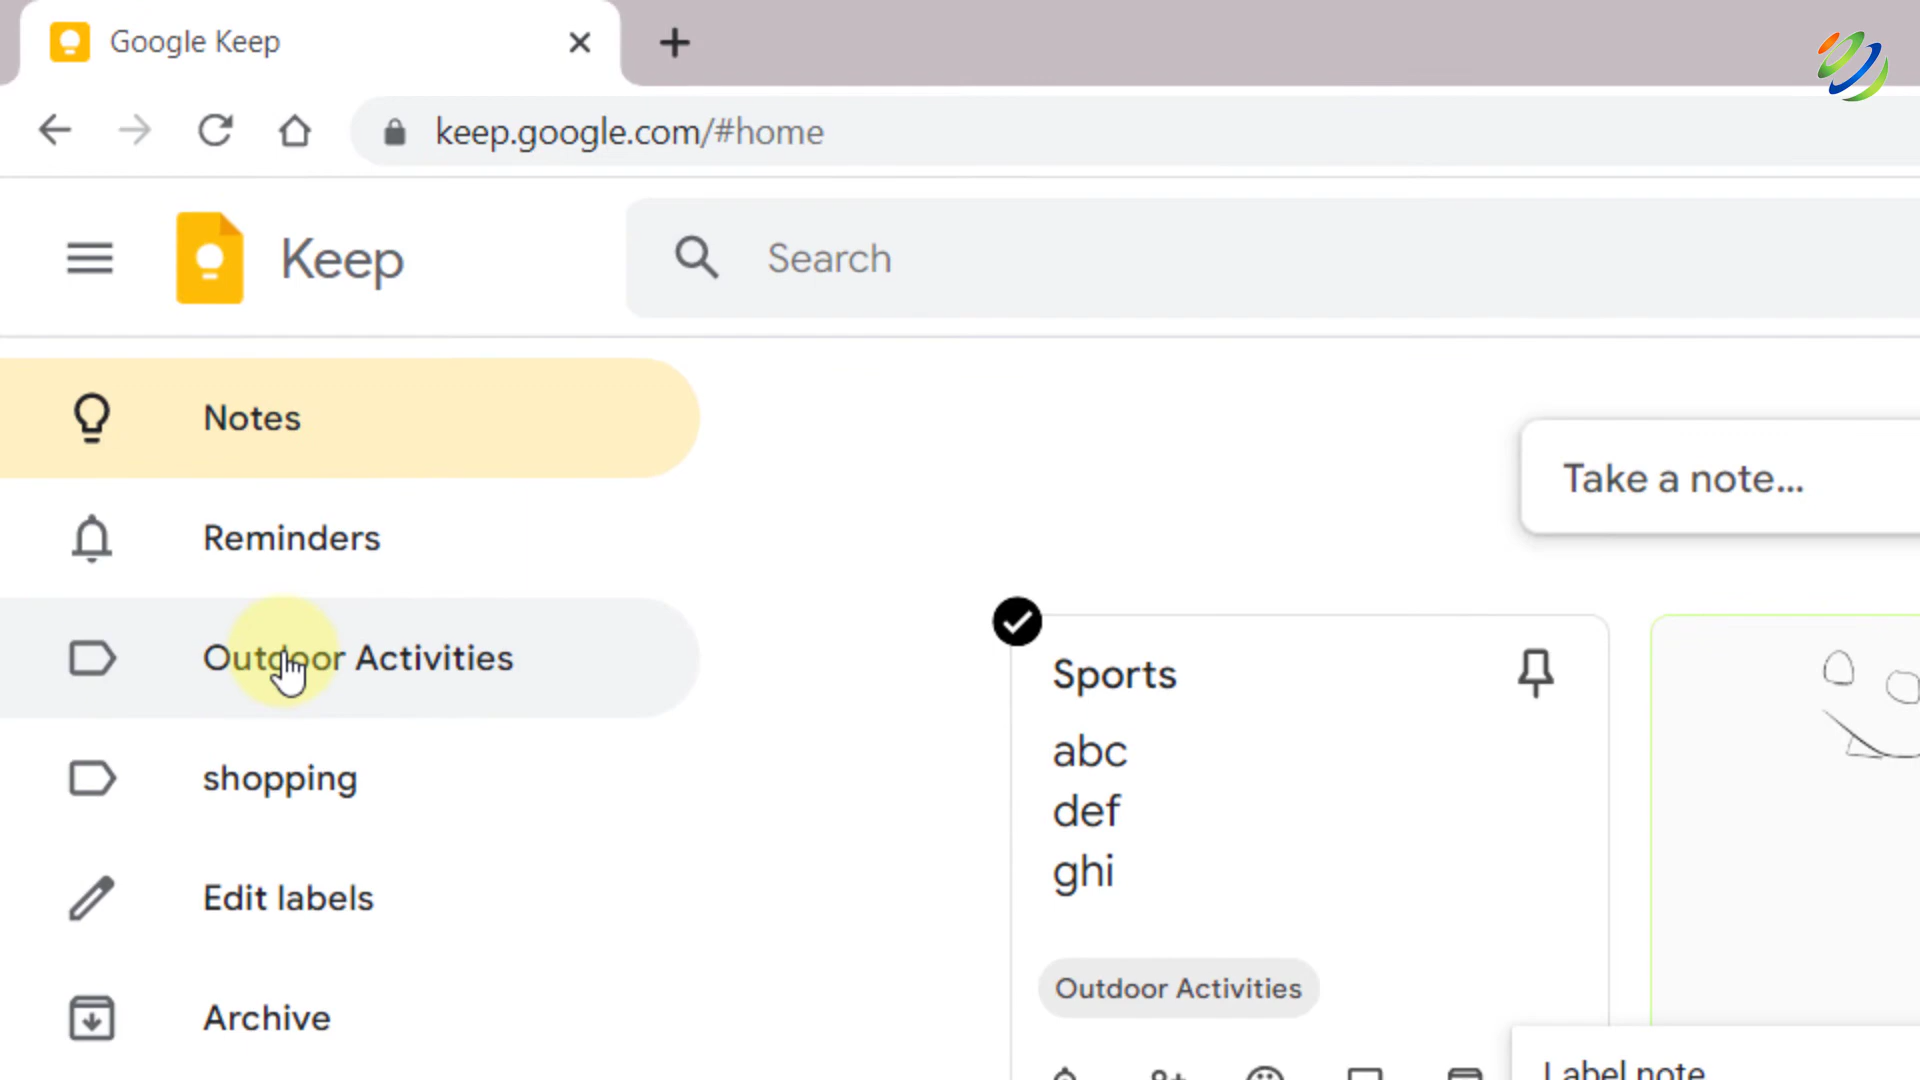 Google Keep
keep.google.com/#home
Keep
Search
Notes
Reminders
Outdoor Activities
shopping
Edit labels
Archive
Take a note...
Sports
abc
def
ghi
Outdoor Activities
Label note